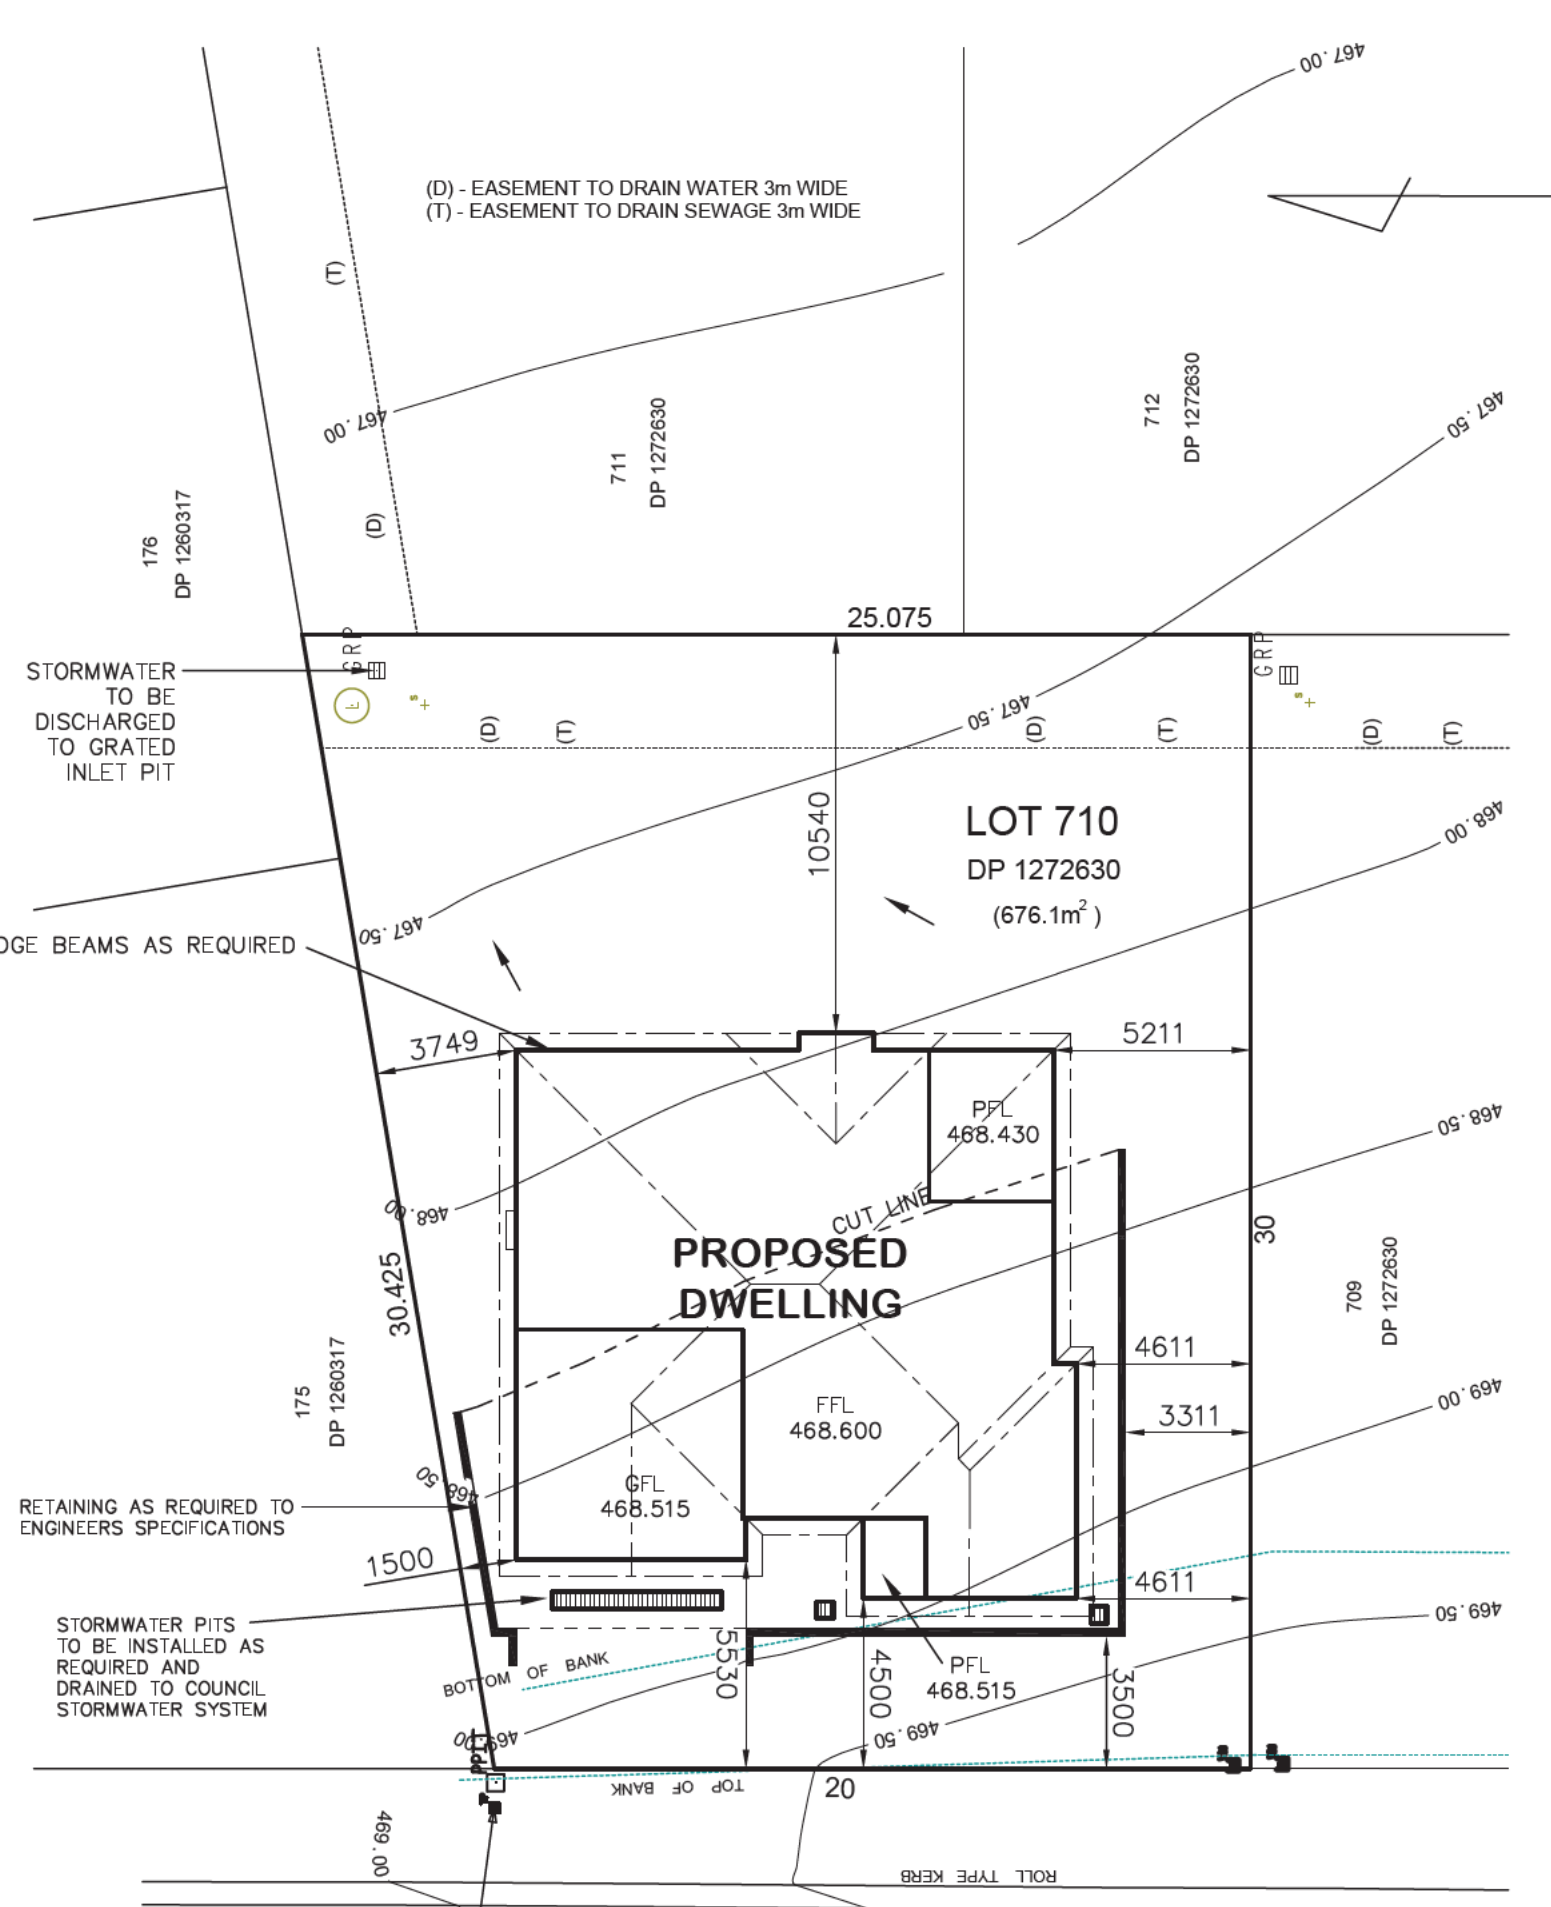 467.00
(D) - EASEMENT TO DRAIN WATER 3m WIDE
(T) - EASEMENT TO DRAIN SEWAGE 3m WIDE
(T)
467.00
711
DP 1272630
712
DP 1272630
467.50
176
DP 1260317
(D)
25.075
GRP
GRP
STORMWATER
TO BE
DISCHARGED
TO GRATED
INLET PIT
L
s
s
(D)
(T)
467.50
(D)
(T)
(D)
(T)
10540
LOT 710
DP 1272630
(676.1m²)
468.00
467.50
DGE BEAMS AS REQUIRED
3749
5211
PFL
468.430
468.50
468.00
CUT LINE
PROPOSED
DWELLING
30
709
DP 1272630
30.425
175
DP 1260317
4611
469.00
3311
FFL
468.600
GFL
468.515
468.50
RETAINING AS REQUIRED TO
ENGINEERS SPECIFICATIONS
1500
4611
469.50
STORMWATER PITS
TO BE INSTALLED AS
REQUIRED AND
DRAINED TO COUNCIL
STORMWATER SYSTEM
BOTTOM OF BANK
5530
4500
PFL
468.515
3500
469.00
469.50
TOP OF BANK
20
469.00
ROLL TYPE KERB